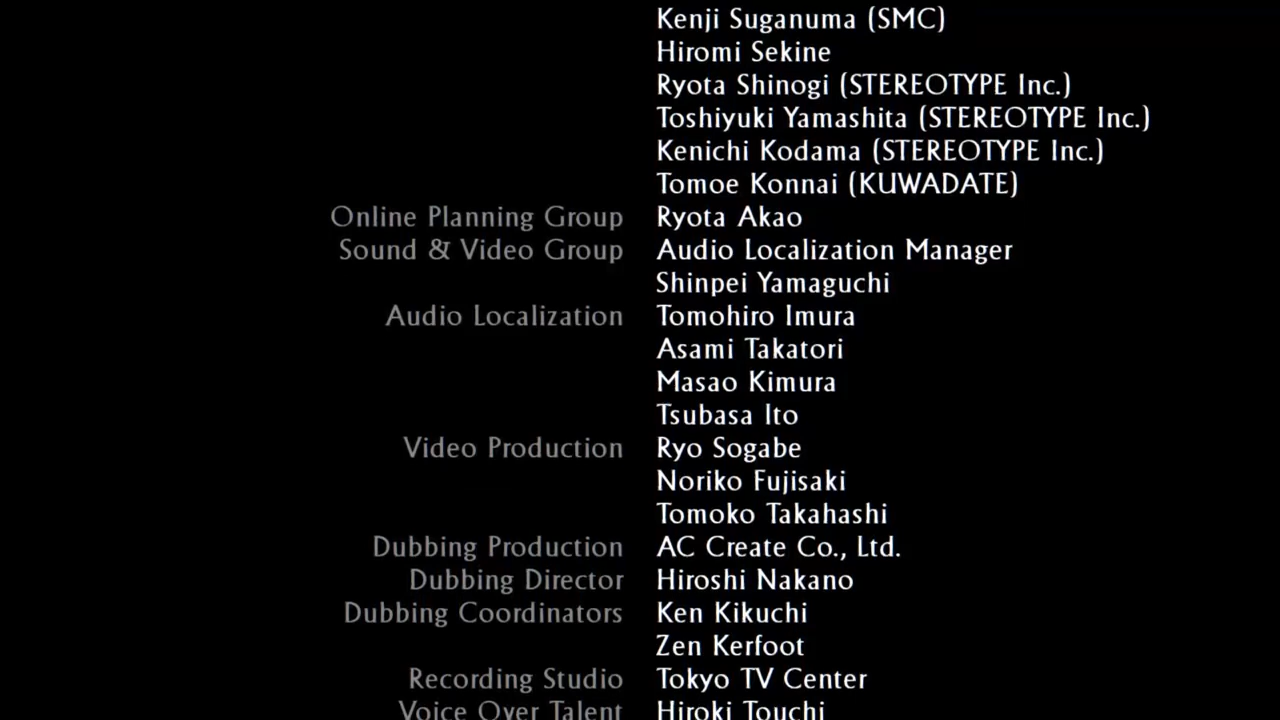 Kenji Suganuma (SMC)
Hiromi Sekine
Ryota Shinogi (STEREOTYPE Inc.)
Toshiyuki Yamashita (STEREOTYPE Inc.)
Kenichi Kodama (STEREOTYPE Inc.)
Tomoe Konnai (KUWADATE)
Online Planning Group Ryota Akao
Sound & Video Group Audio Localization Manager
Shinpei Yamaguchi
Audio Localization Tomohiro Imura
Asami Takatori
Masao Kimura
Tsubasa Ito
Video Production Ryo Sogabe
Noriko Fujisaki
Tomoko Takahashi
Dubbing Production AC Create Co., Ltd.
Dubbing Director Hiroshi Nakano
Dubbing Coordinators Ken Kikuchi
Zen Kerfoot
Recording Studio Tokyo TV Center
Voice Over Talent Hiroki Touchi